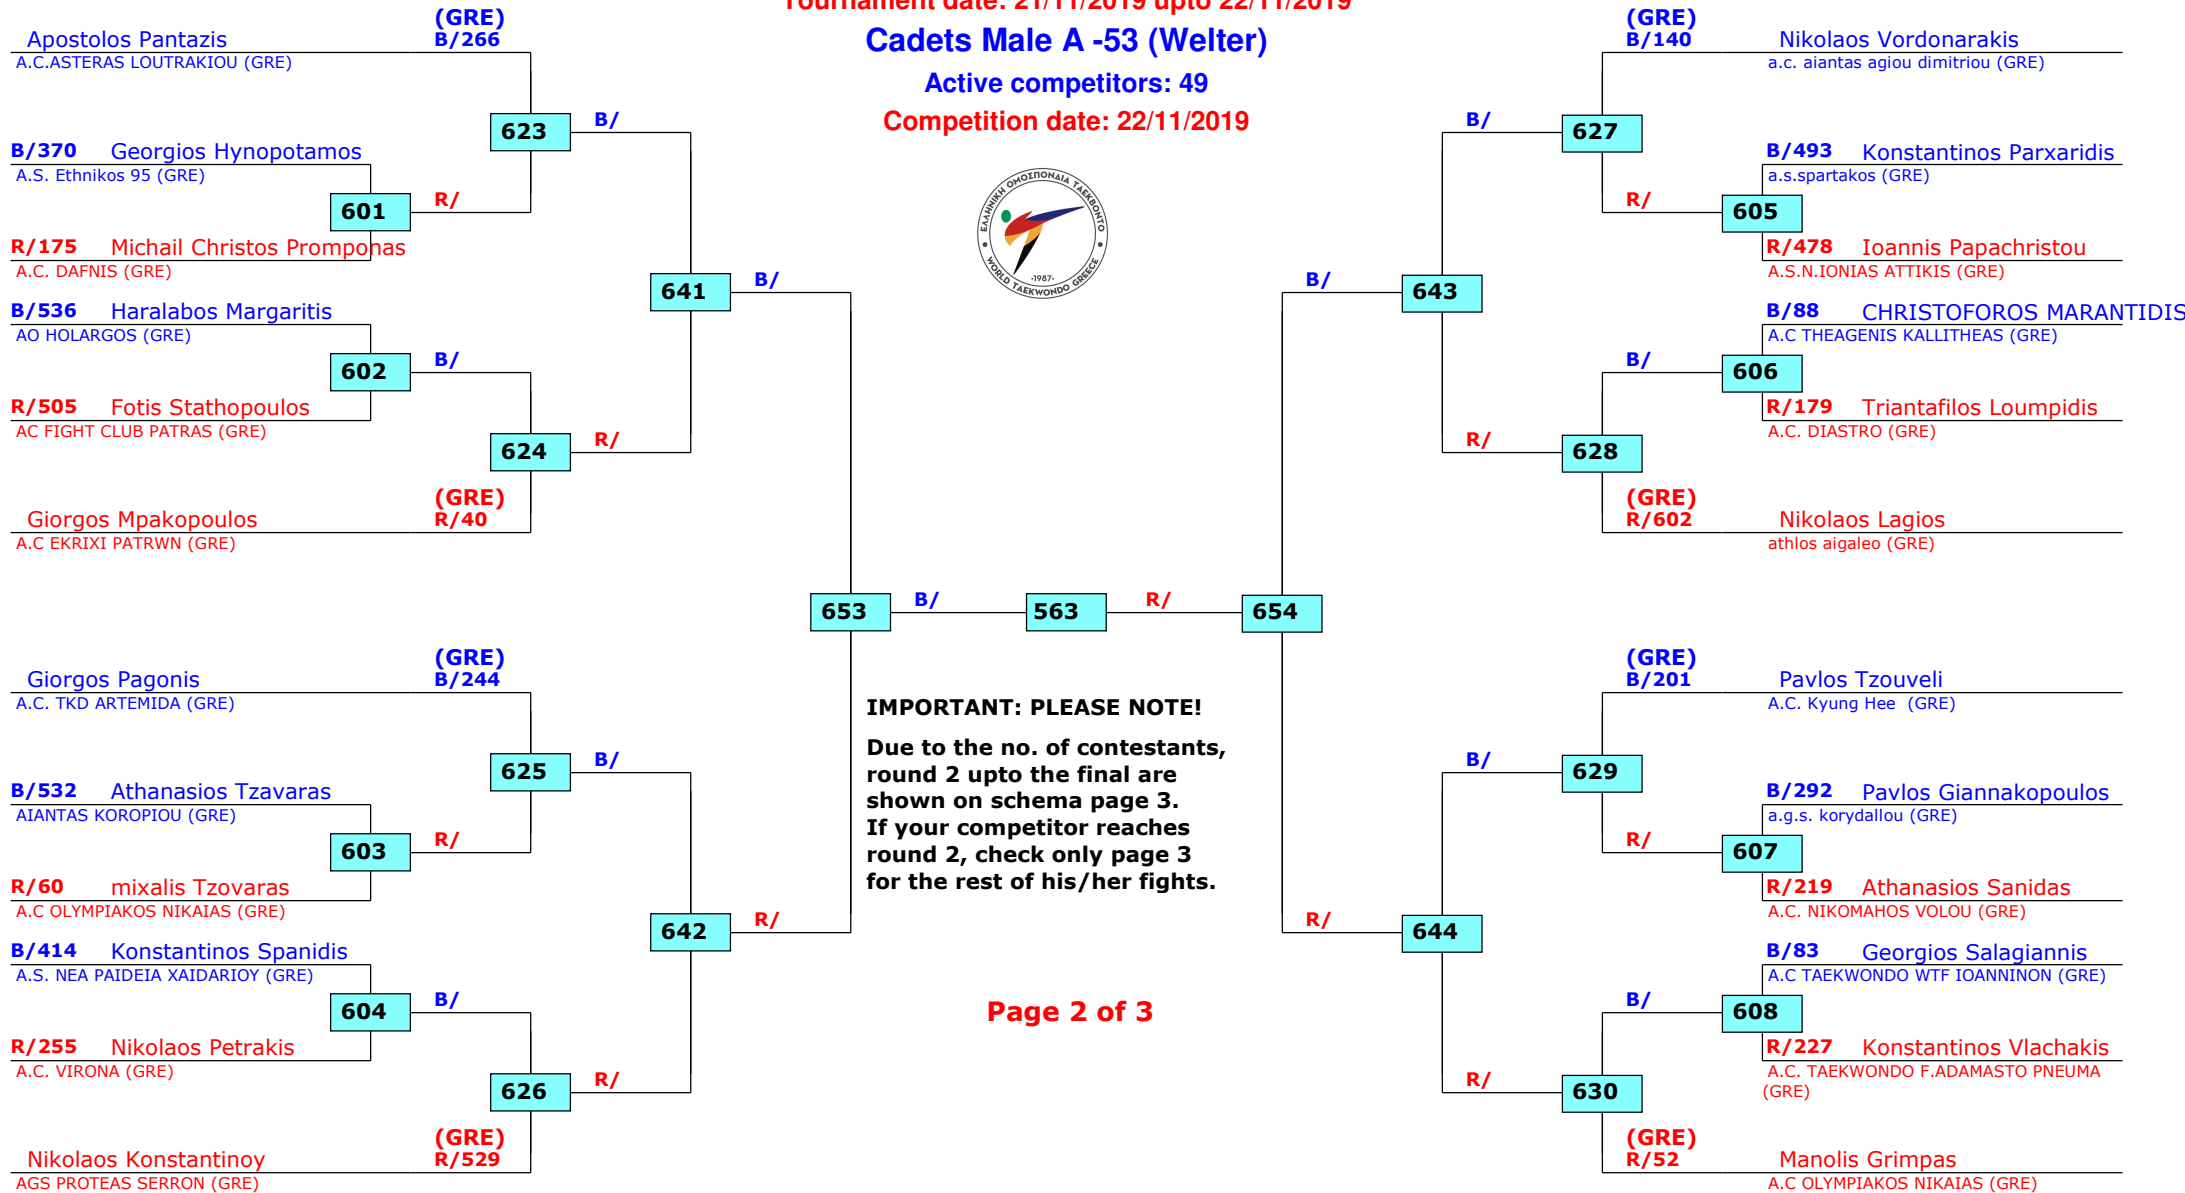 Tournament date: 21/11/2019 upto 22/11/2019
Cadets Male A -53 (Welter)
Active competitors: 49
Competition date: 22/11/2019
ΕΛΛΗΝΙΚΗ ΟΜΟΣΠΟΝΔΙΑ ΤΑΕΚΒΟΝΤΟ
·1987·
WORLD TAEKWONDO GREECE
(GRE)
Apostolos Pantazis B/266
A.C.ASTERAS LOUTRAKIOU (GRE)
623 B/
B/370 Georgios Hynopotamos
A.S. Ethnikos 95 (GRE)
601 R/
R/175 Michail Christos Promponas
A.C. DAFNIS (GRE)
641 B/
B/536 Haralabos Margaritis
AO HOLARGOS (GRE)
602 B/
R/505 Fotis Stathopoulos
AC FIGHT CLUB PATRAS (GRE)
624 R/
(GRE)
Giorgos Mpakopoulos R/40
A.C EKRIXI PATRWN (GRE)
653 B/ 563 R/ 654
(GRE)
Giorgos Pagonis B/244
A.C. TKD ARTEMIDA (GRE)
625 B/
B/532 Athanasios Tzavaras
AIANTAS KOROPIOU (GRE)
603 R/
R/60 mixalis Tzovaras
A.C OLYMPIAKOS NIKAIAS (GRE)
642 R/
B/414 Konstantinos Spanidis
A.S. NEA PAIDEIA XAIDARIOY (GRE)
604 B/
R/255 Nikolaos Petrakis
A.C. VIRONA (GRE)
626 R/
(GRE)
Nikolaos Konstantinoy R/529
AGS PROTEAS SERRON (GRE)
IMPORTANT: PLEASE NOTE!
Due to the no. of contestants,
round 2 upto the final are
shown on schema page 3.
If your competitor reaches
round 2, check only page 3
for the rest of his/her fights.
Page 2 of 3
(GRE)
B/140 Nikolaos Vordonarakis
a.c. aiantas agiou dimitriou (GRE)
B/ 627
B/493 Konstantinos Parxaridis
a.s.spartakos (GRE)
R/ 605
R/478 Ioannis Papachristou
A.S.N.IONIAS ATTIKIS (GRE)
B/ 643
B/88 CHRISTOFOROS MARANTIDIS
A.C THEAGENIS KALLITHEAS (GRE)
B/ 606
R/179 Triantafilos Loumpidis
A.C. DIASTRO (GRE)
R/ 628
(GRE)
R/602 Nikolaos Lagios
athlos aigaleo (GRE)
(GRE)
B/201 Pavlos Tzouveli
A.C. Kyung Hee (GRE)
B/ 629
B/292 Pavlos Giannakopoulos
a.g.s. korydallou (GRE)
R/ 607
R/219 Athanasios Sanidas
A.C. NIKOMAHOS VOLOU (GRE)
R/ 644
B/83 Georgios Salagiannis
A.C TAEKWONDO WTF IOANNINON (GRE)
B/ 608
R/227 Konstantinos Vlachakis
A.C. TAEKWONDO F.ADAMASTO PNEUMA
(GRE)
R/ 630
(GRE)
R/52 Manolis Grimpas
A.C OLYMPIAKOS NIKAIAS (GRE)